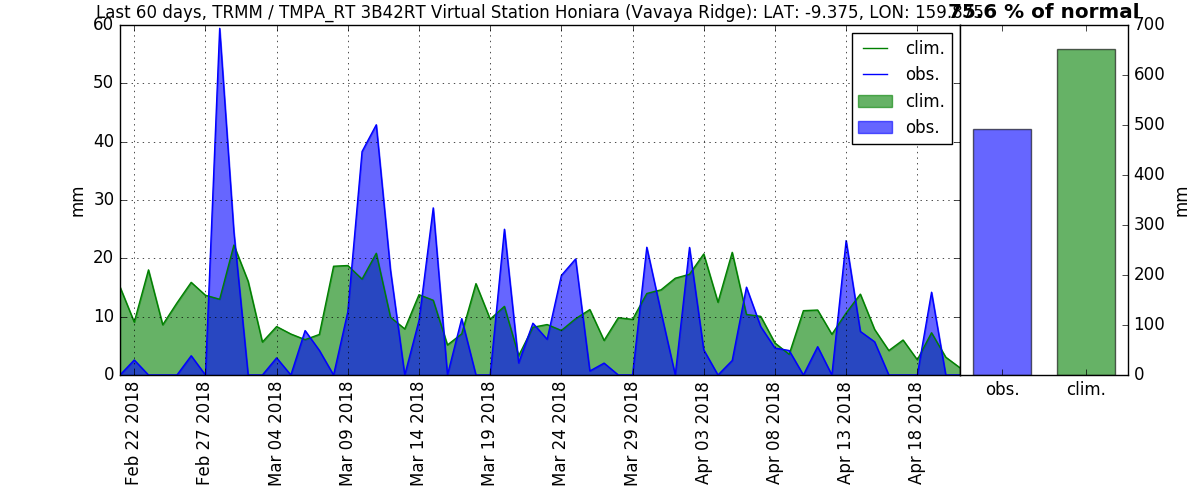 Last 60 days, TRMM / TMPA_RT 3B42RT Virtual Station Honiara (Vavaya Ridge): LAT: -9.375, LON:
75.6 % of normal
60
50
40
30
20
10
0
mm
clim.
obs.
clim.
obs.
Feb 22 2018
Feb 27 2018
Mar 04 2018
Mar 09 2018
Mar 14 2018
Mar 19 2018
Mar 24 2018
Mar 29 2018
Apr 03 2018
Apr 08 2018
Apr 13 2018
Apr 18 2018
700
600
500
400
300
200
100
0
mm
obs.
clim.